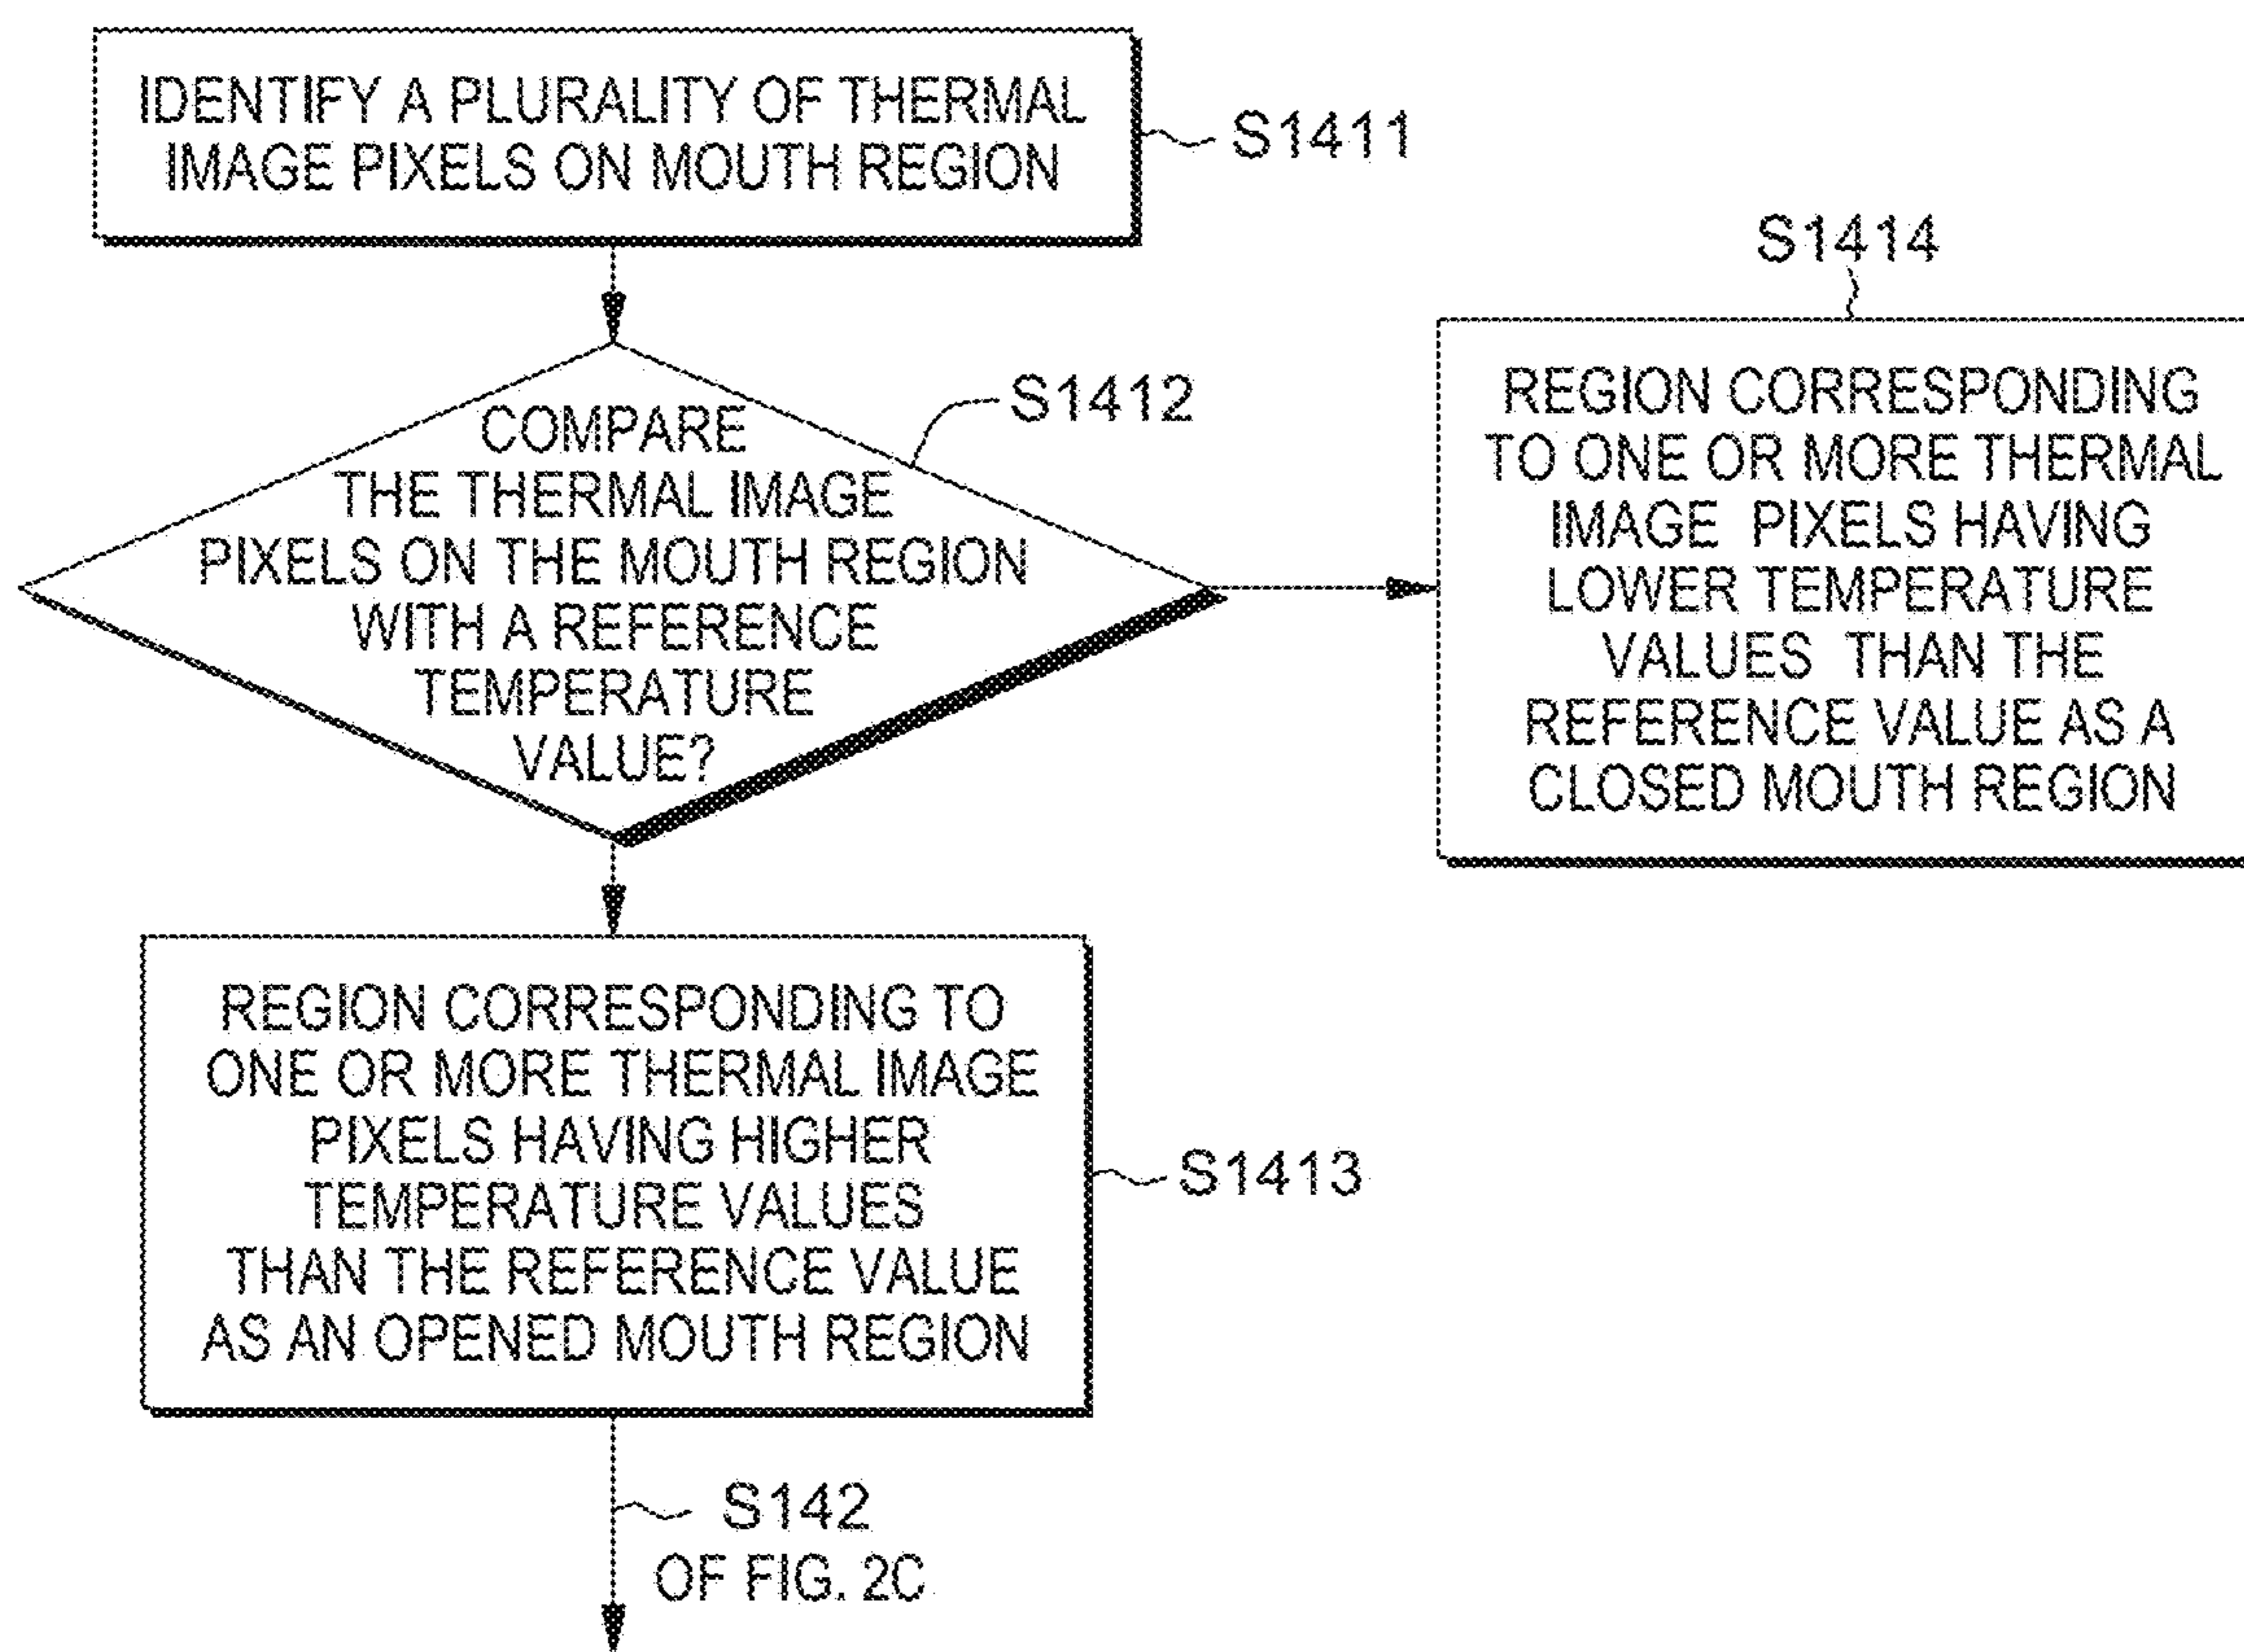 IDENTIFY A PLURALITY OF THERMAL
IMAGE PIXELS ON MOUTH REGION
S1411
COMPARE
THE THERMAL IMAGE
PIXELS ON THE MOUTH REGION
WITH A REFERENCE
TEMPERATURE
VALUE?
S1412
S1414
REGION CORRESPONDING
TO ONE OR MORE THERMAL
IMAGE PIXELS HAVING
LOWER TEMPERATURE
VALUES THAN THE
REFERENCE VALUE AS A
CLOSED MOUTH REGION
REGION CORRESPONDING TO
ONE OR MORE THERMAL IMAGE
PIXELS HAVING HIGHER
TEMPERATURE VALUES
THAN THE REFERENCE VALUE
AS AN OPENED MOUTH REGION
S1413
S142
OF FIG. 2C